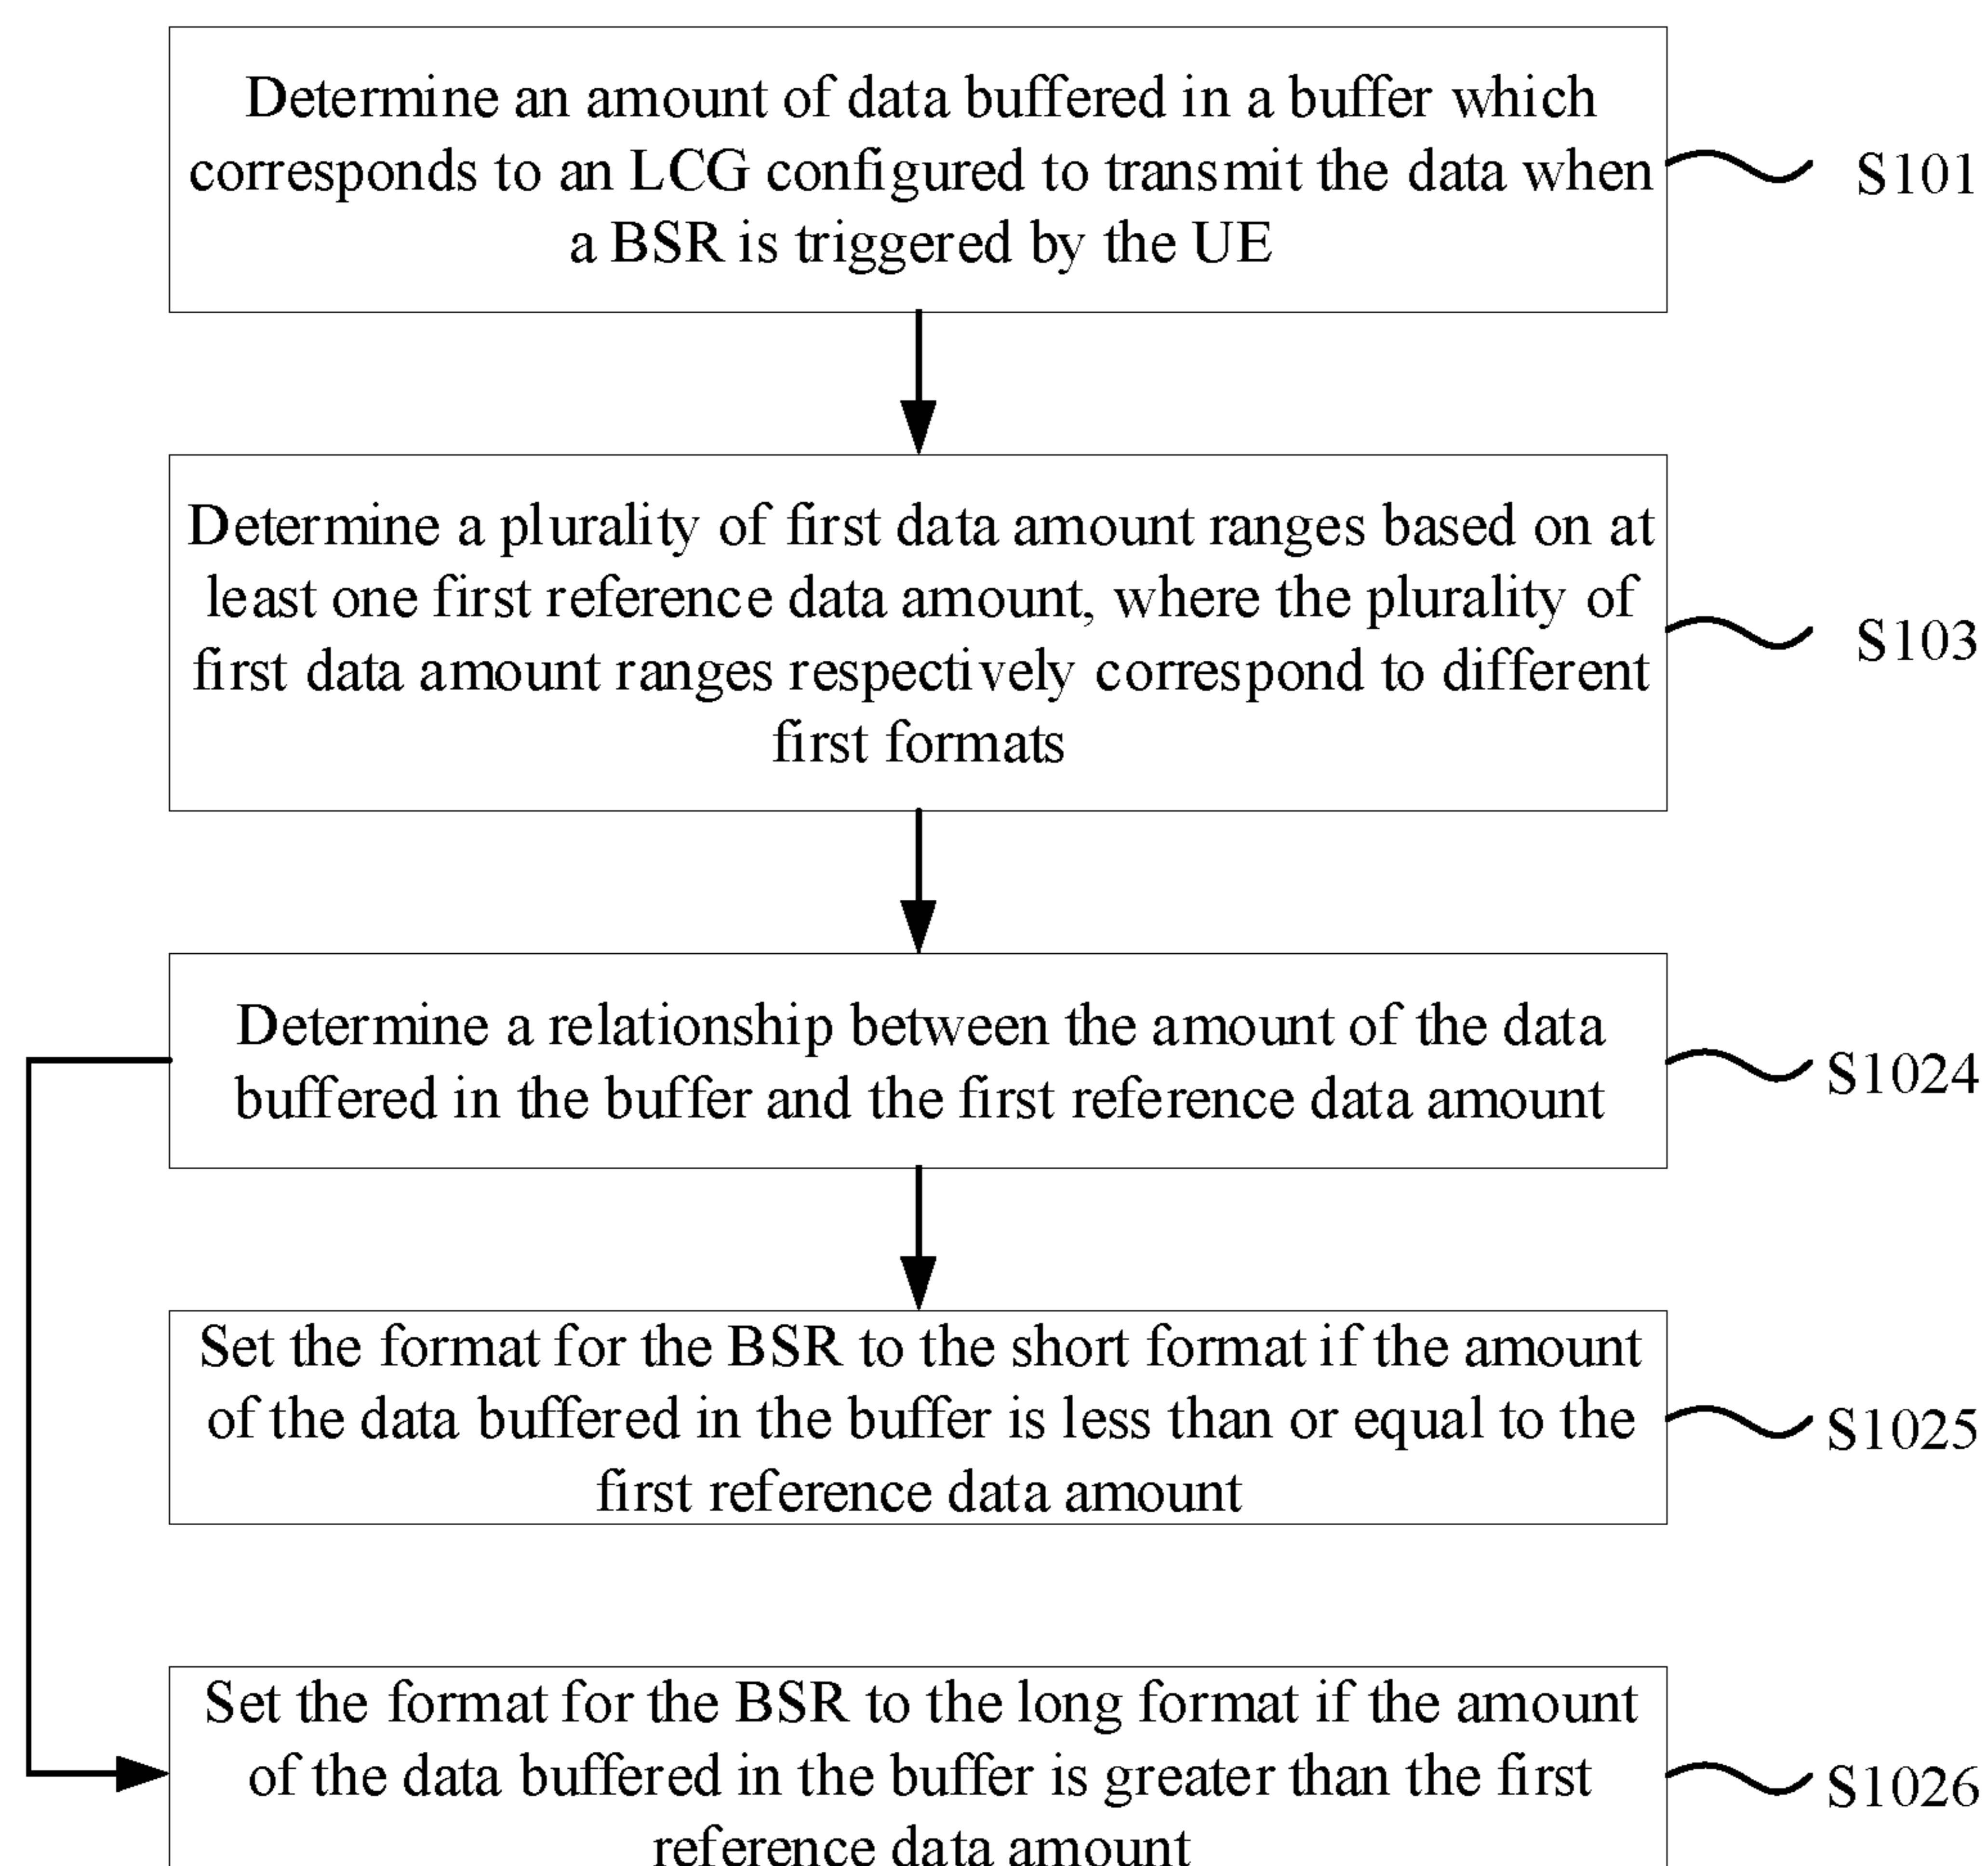 Determine an amount of data buffered in a buffer which
corresponds to an LCG configured to transmit the data when
a BSR is triggered by the UE
S101
Determine a plurality of first data amount ranges based on at
least one first reference data amount, where the plurality of
first data amount ranges respectively correspond to different
first formats
S103
Determine a relationship between the amount of the data
buffered in the buffer and the first reference data amount
S1024
Set the format for the BSR to the short format if the amount
of the data buffered in the buffer is less than or equal to the
first reference data amount
S1025
Set the format for the BSR to the long format if the amount
of the data buffered in the buffer is greater than the first
reference data amount
S1026